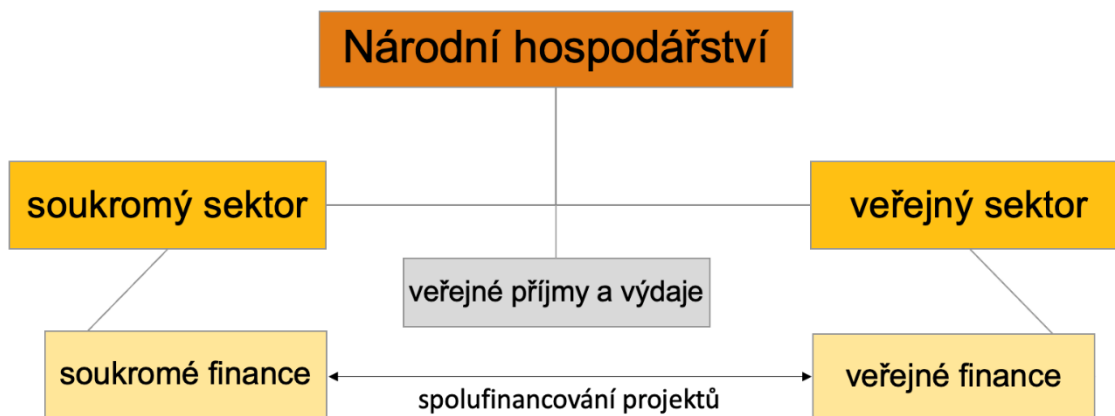 Národní hospodářství
soukromý sektor
veřejný sektor
veřejné příjmy a výdaje
soukromé finance
veřejné finance
spolufinancování projektů